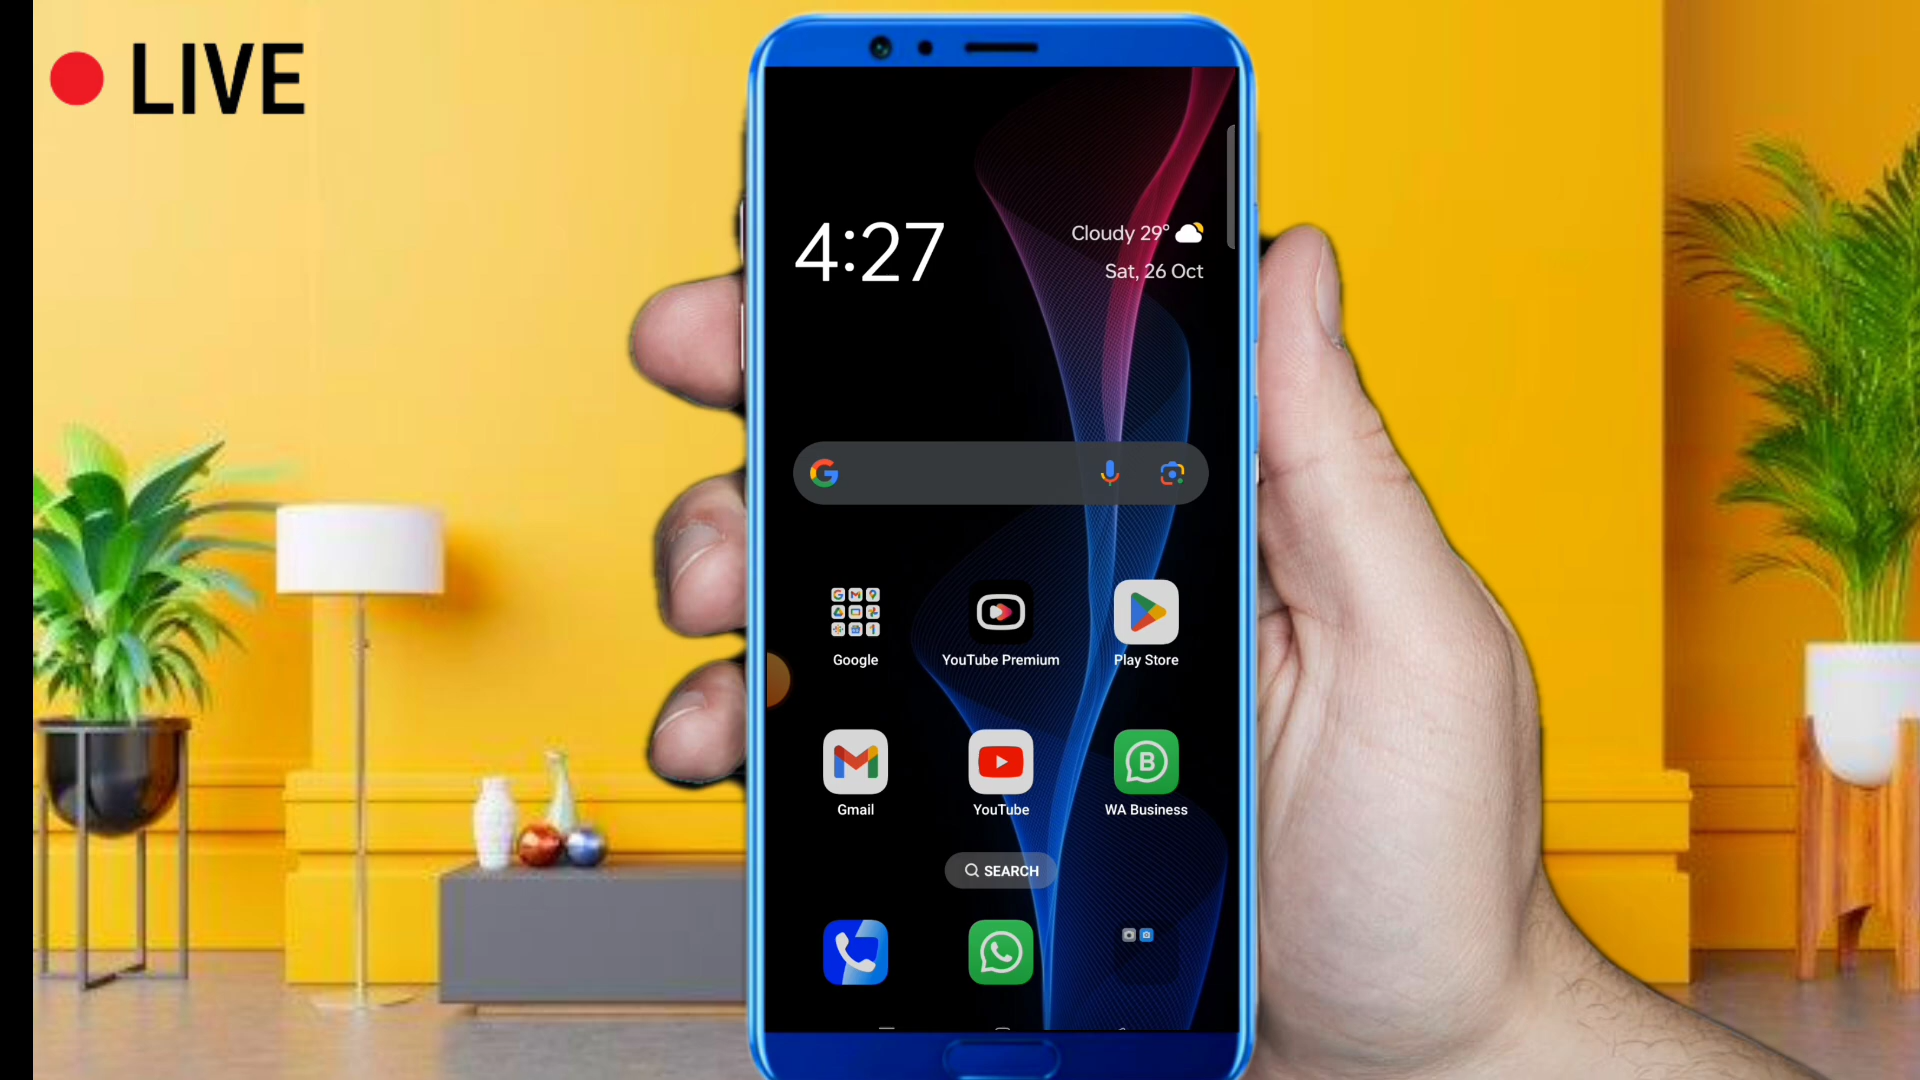 LIVE
4:27
Cloudy 29°
Sat, 26 Oct
Google
YouTube Premium
Play Store
Gmail
YouTube
WA Business
SEARCH